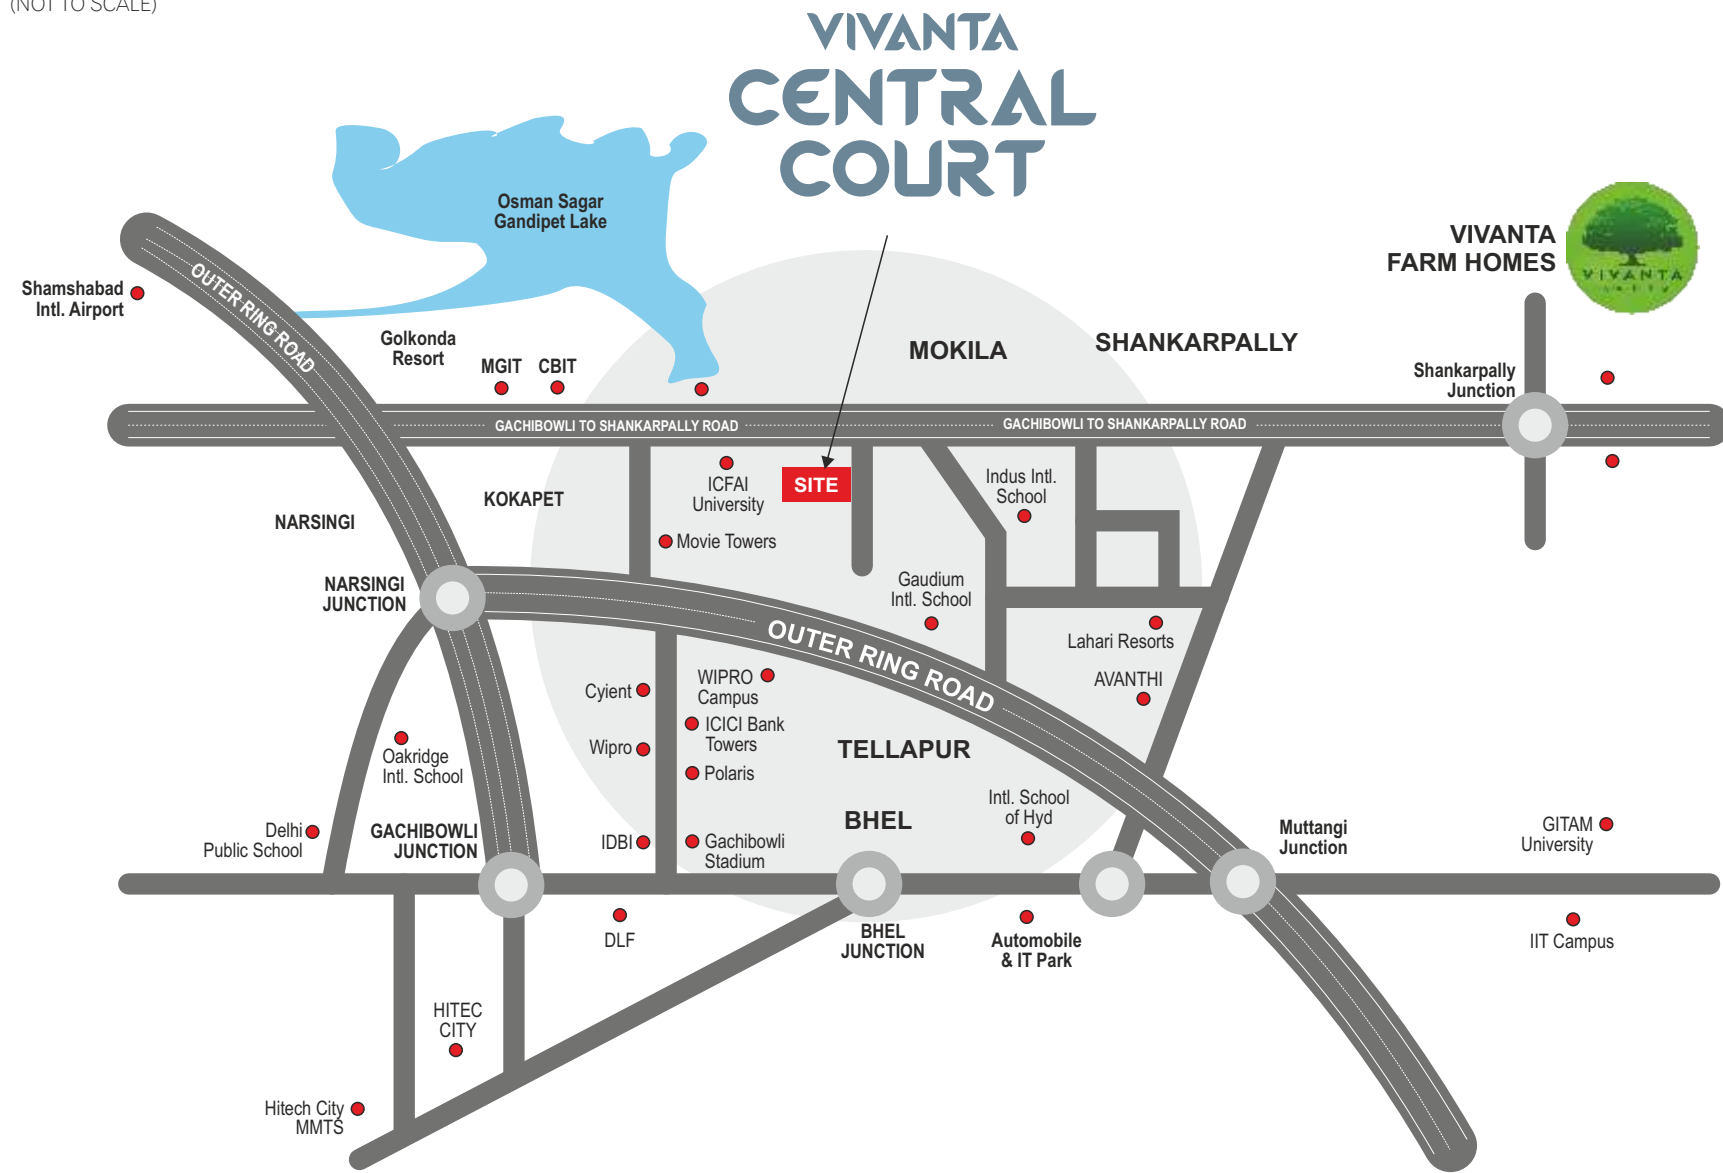 (NOT TO SCALE)
VIVANTA
CENTRAL
COURT
Osman Sagar
Gandipet Lake
VIVANTA
FARM HOMES
VIVANTA
Shamshabad
Intl. Airport
OUTER RING ROAD
Golkonda
Resort
MGIT
CBIT
MOKILA
SHANKARPALLY
Shankarpally
Junction
GACHIBOWLI TO SHANKARPALLY ROAD
GACHIBOWLI TO SHANKARPALLY ROAD
KOKAPET
NARSINGI
ICFAI
University
SITE
Indus Intl.
School
Movie Towers
NARSINGI
JUNCTION
Gaudium
Intl. School
OUTER RING ROAD
Lahari Resorts
AVANTHI
Cyient
WIPRO
Campus
ICICI Bank
Towers
Wipro
Polaris
TELLAPUR
Oakridge
Intl. School
Delhi
Public School
GACHIBOWLI
JUNCTION
IDBI
Gachibowli
Stadium
BHEL
Intl. School
of Hyd
Muttangi
Junction
GITAM
University
DLF
BHEL
JUNCTION
Automobile
& IT Park
IIT Campus
HITEC
CITY
Hitech City
MMTS